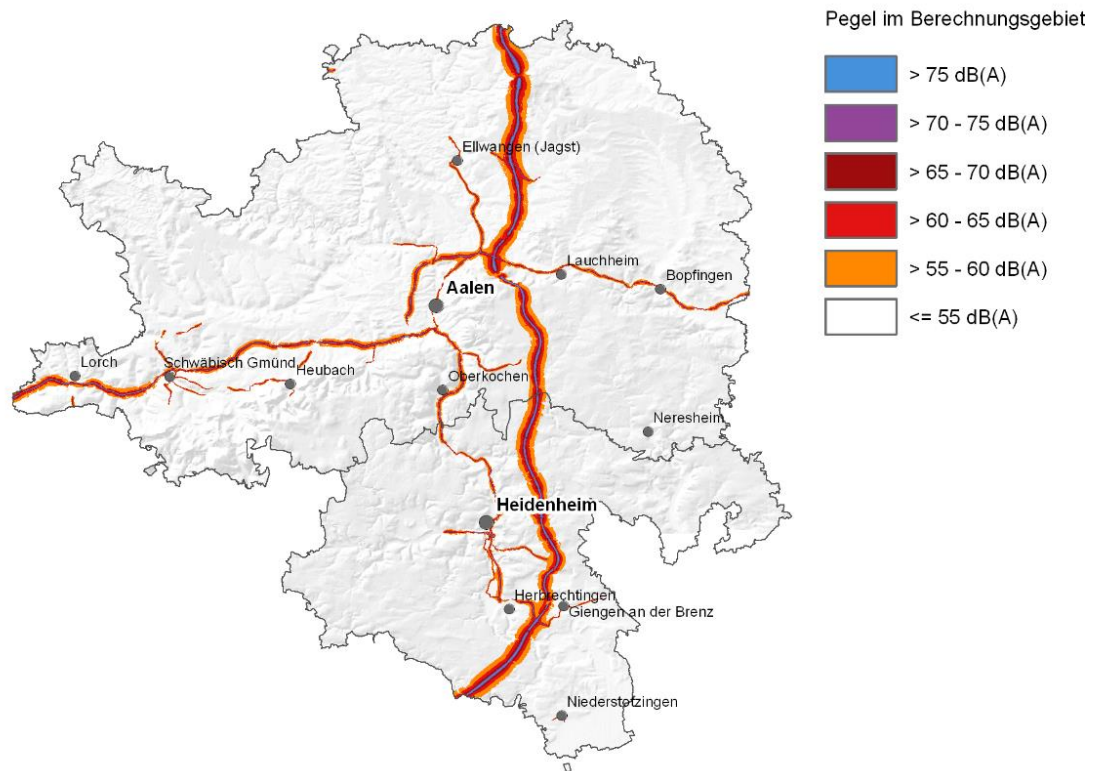 Pegel im Berechnungsgebiet
> 75 dB(A)
> 70 - 75 dB(A)
> 65 - 70 dB(A)
> 60 - 65 dB(A)
> 55 - 60 dB(A)
<= 55 dB(A)
Ellwangen (Jagst)
Lauchheim
Bopfingen
Aalen
Lorch
Schwäbisch Gmünd
Heubach
Oberkochen
Neresheim
Heidenheim
Herbrechtingen
Giengen an der Brenz
Niederstotzingen